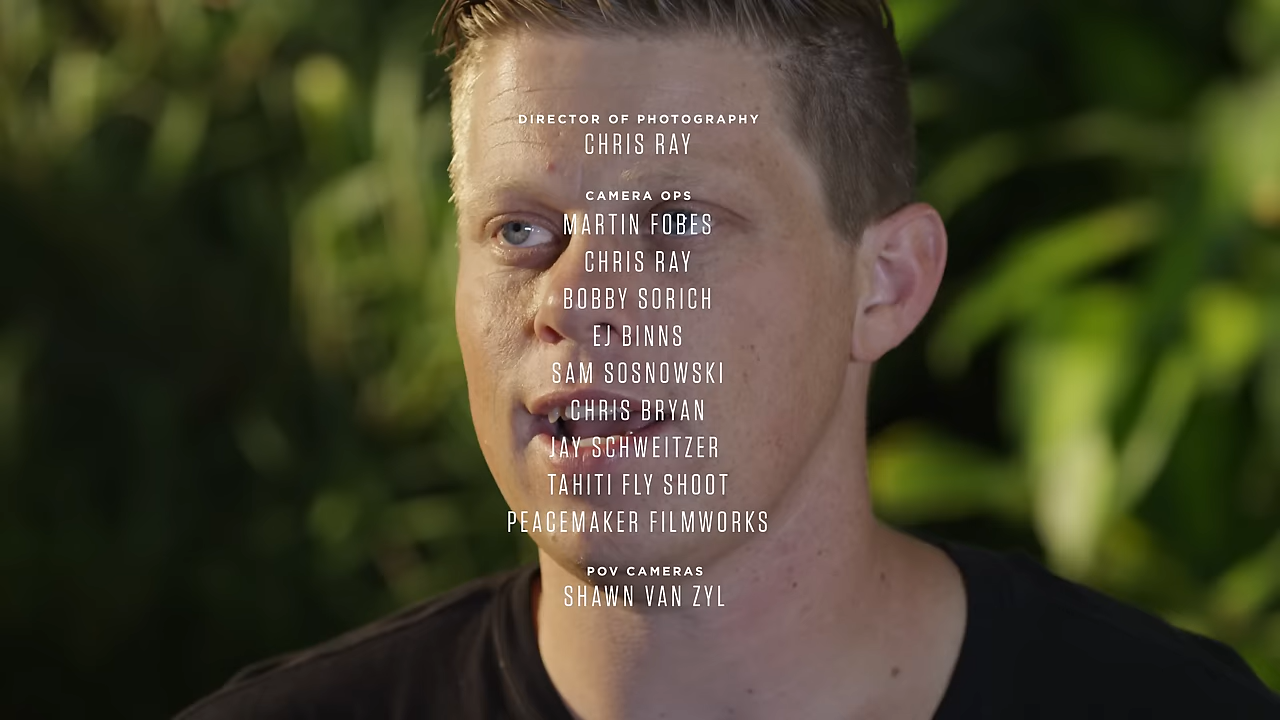 DIRECTOR OF PHOTOGRAPHY
CHRIS RAY
CAMERA OPS
MARTIN FOBES
CHRIS RAY
BOBBY SORICH
EJ BINNS
SAM SOSNOWSKI
CHRIS BRYAN
JAY SCHWEITZER
TAHITI FLY SHOOT
PEACEMAKER FILMWORKS
POV CAMERAS
SHAWN VAN ZYL